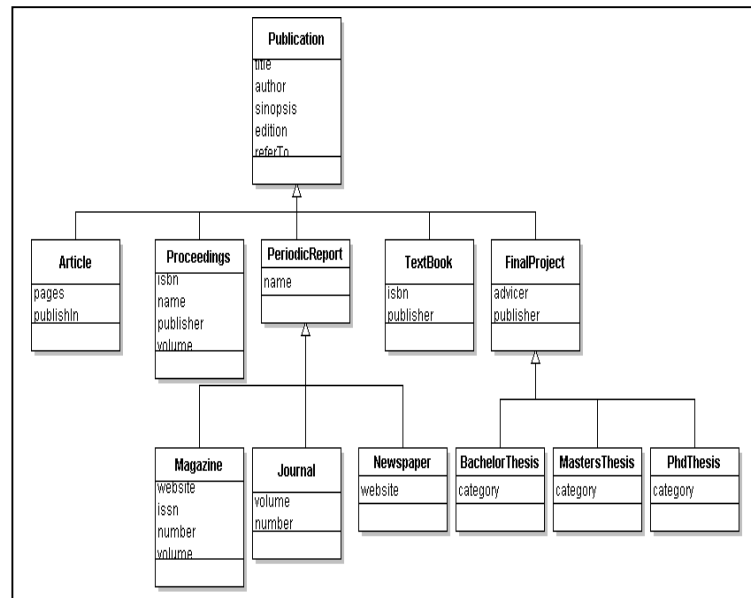 Publication
title
author
sinopsis
edition
referTo
Article
pages
publishIn
Proceedings
isbn
name
publisher
volume
PeriodicReport
name
TextBook
isbn
publisher
FinalProject
advicer
publisher
Magazine
website
issn
number
volume
Journal
volume
number
Newspaper
website
BachelorThesis
category
MastersThesis
category
PhdThesis
category